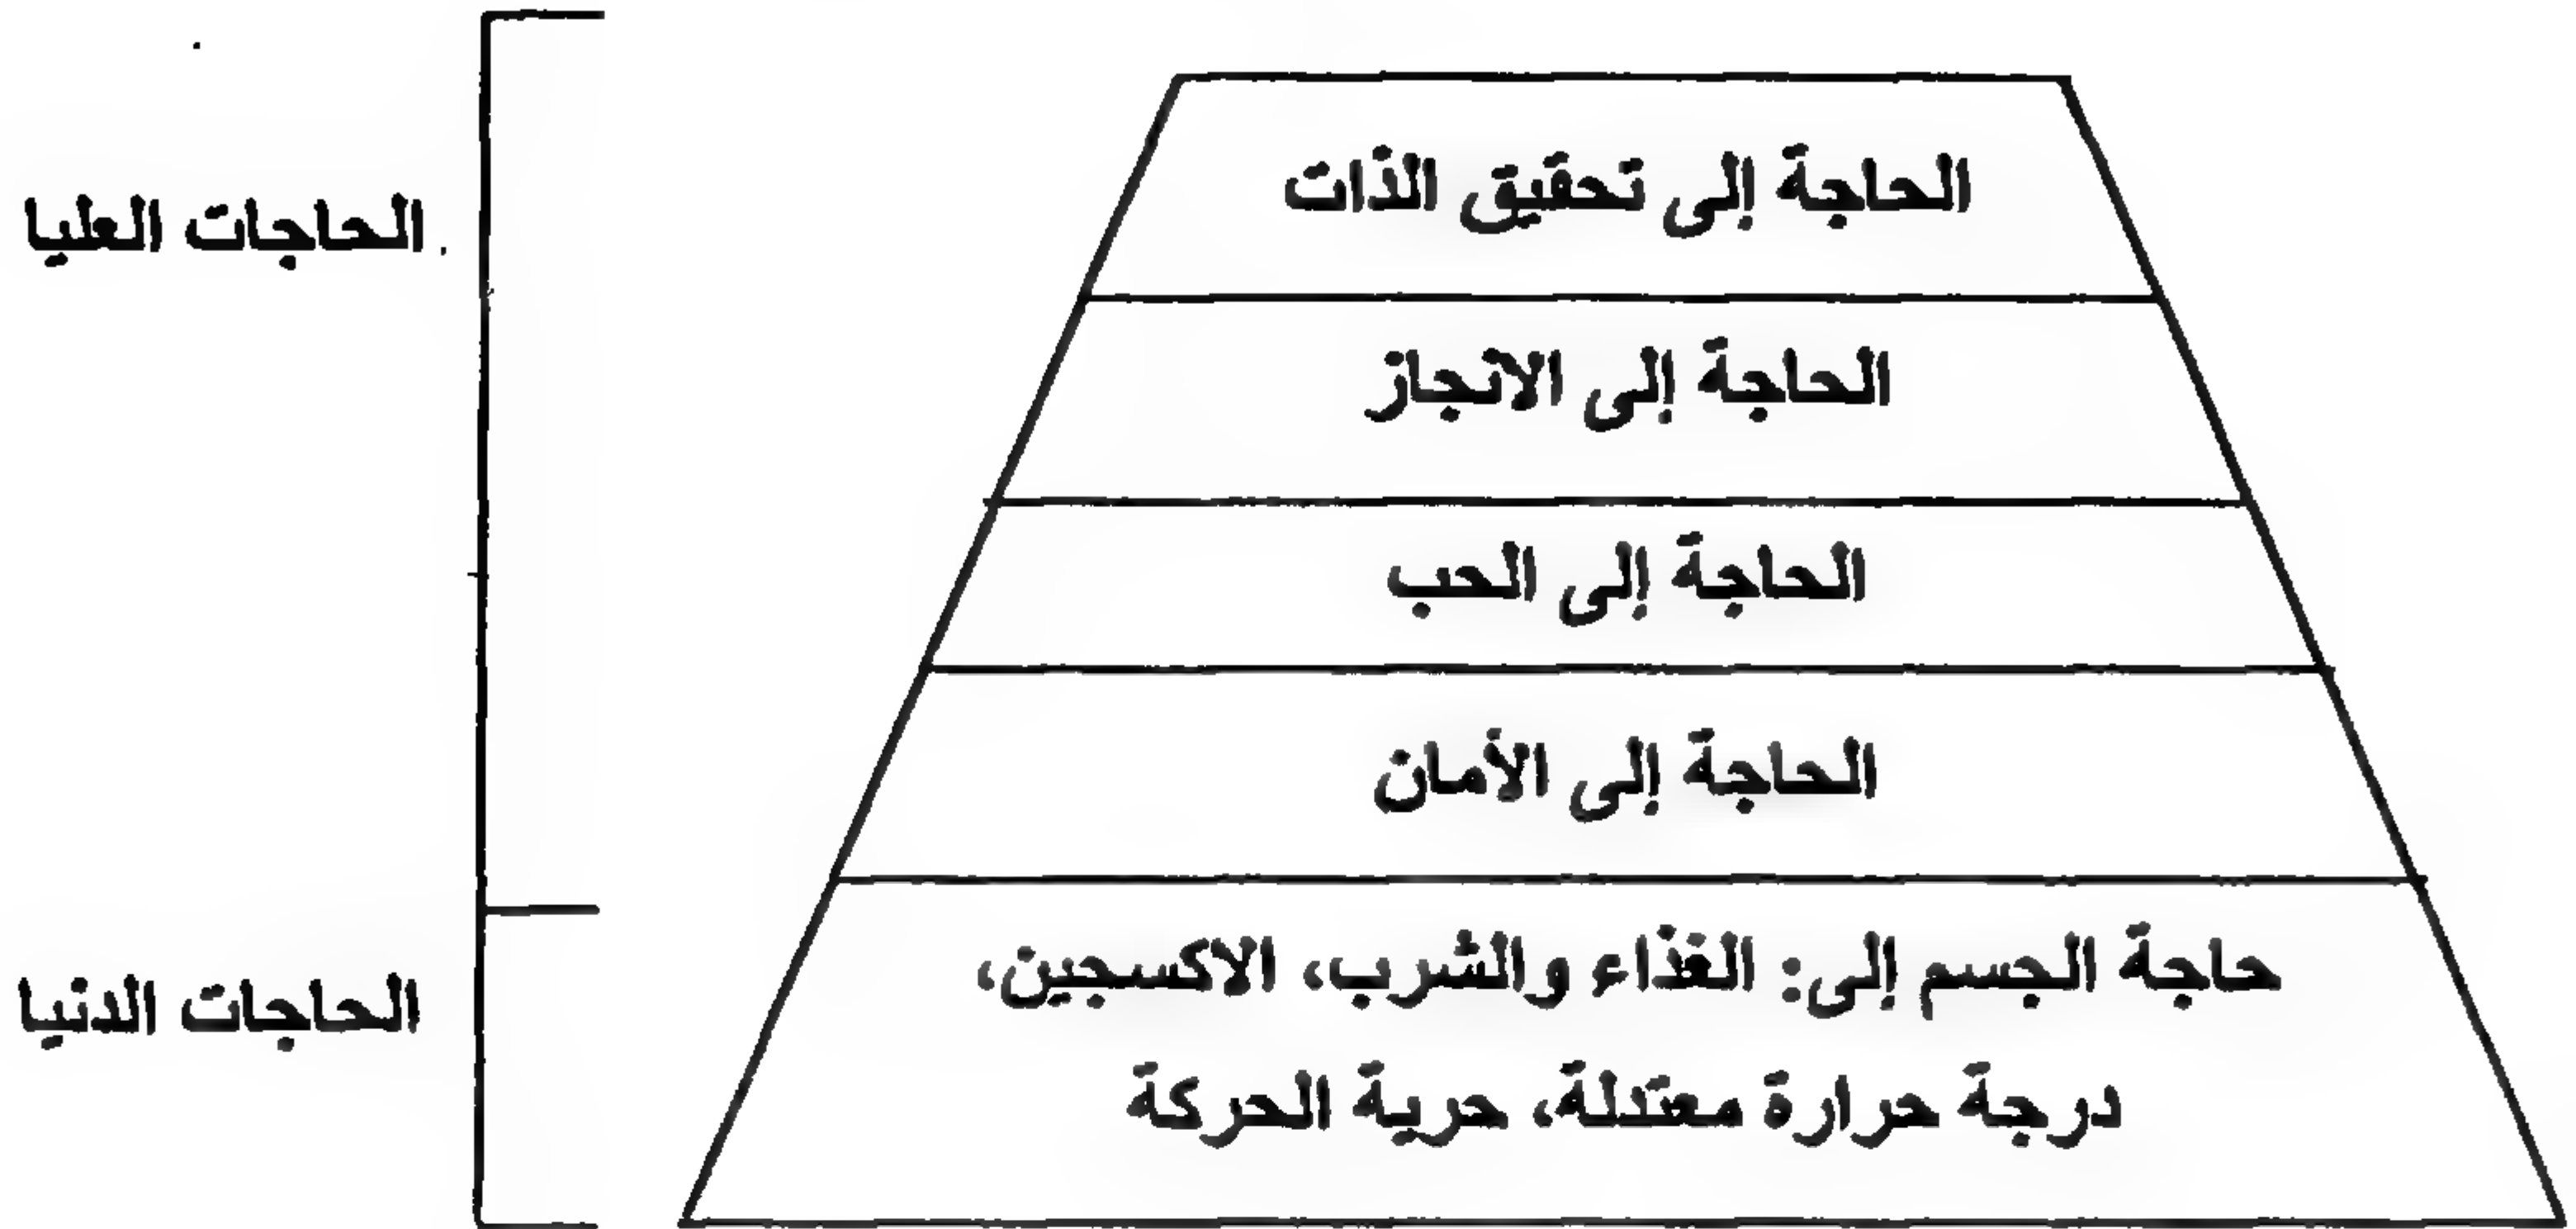 الحاجة إلى تحقيق الذات
الحاجة إلى الانجاز
الحاجة إلى الحب
الحاجة إلى الأمان
حاجة الجسم إلى: الغذاء والشرب، الاكسجين،
درجة حرارة معتدلة، حرية الحركة
الحاجات العليا
الحاجات الدنيا